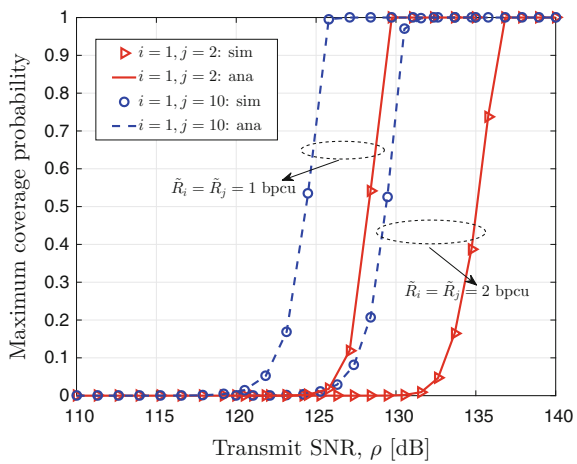 1
0.9
0.8
0.7
0.6
0.5
0.4
0.3
0.2
0.1
0
Maximum coverage probability
i = 1, j = 2: sim
i = 1, j = 2: ana
i = 1, j = 10: sim
i = 1, j = 10: ana
R̃ᵢ = R̃ⱼ = 1 bpcu
R̃ᵢ = R̃ⱼ = 2 bpcu
110 115 120 125 130 135 140
Transmit SNR, ρ [dB]